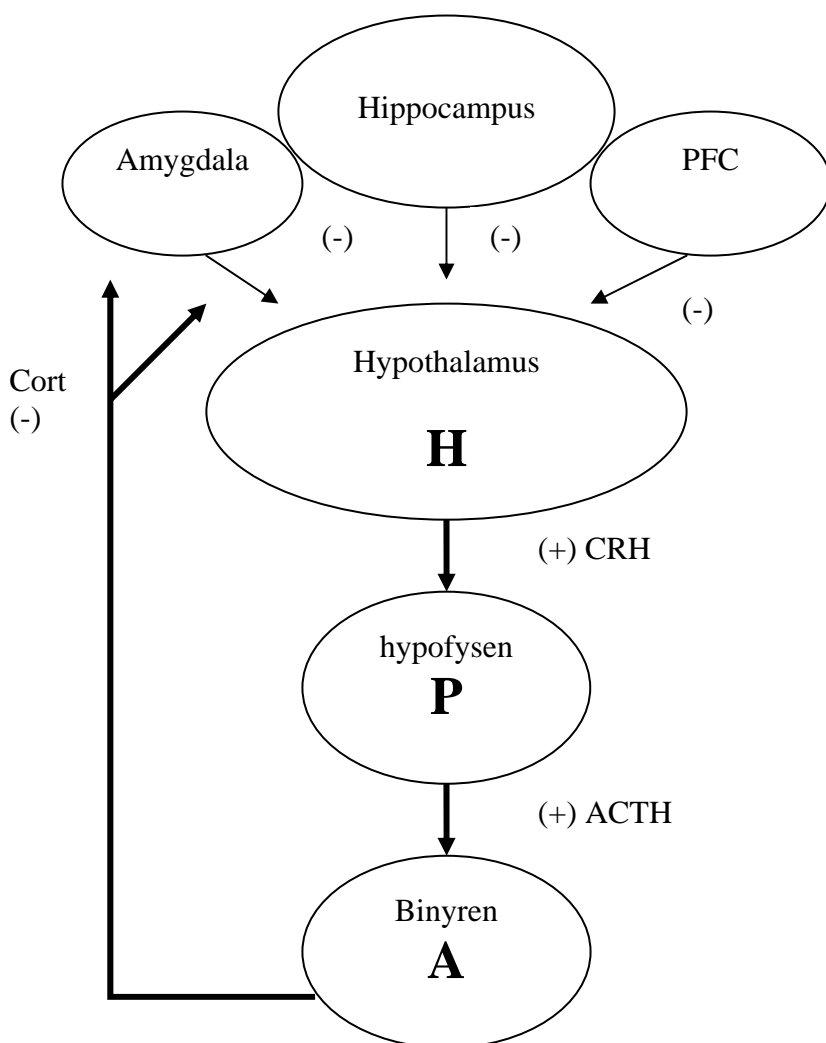 Hippocampus
Amygdala
PFC
(-)
(-)
(-)
Hypothalamus
H
Cort
(-)
(+) CRH
hypofysen
P
(+) ACTH
Binyren
A